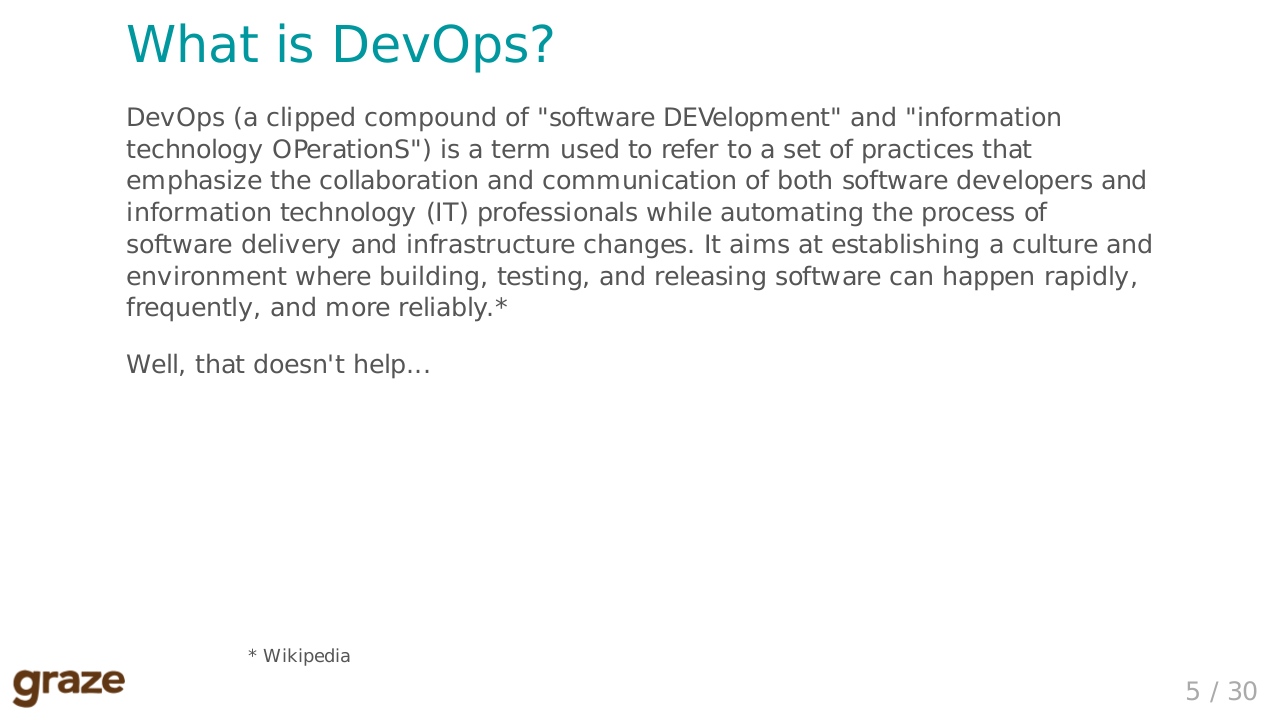 What is DevOps?
DevOps (a clipped compound of "software DEVelopment" and "information
technology OPerationS") is a term used to refer to a set of practices that
emphasize the collaboration and communication of both software developers and
information technology (IT) professionals while automating the process of
software delivery and infrastructure changes. It aims at establishing a culture and
environment where building, testing, and releasing software can happen rapidly,
frequently, and more reliably.*
Well, that doesn't help...
* Wikipedia
graze
5 / 30